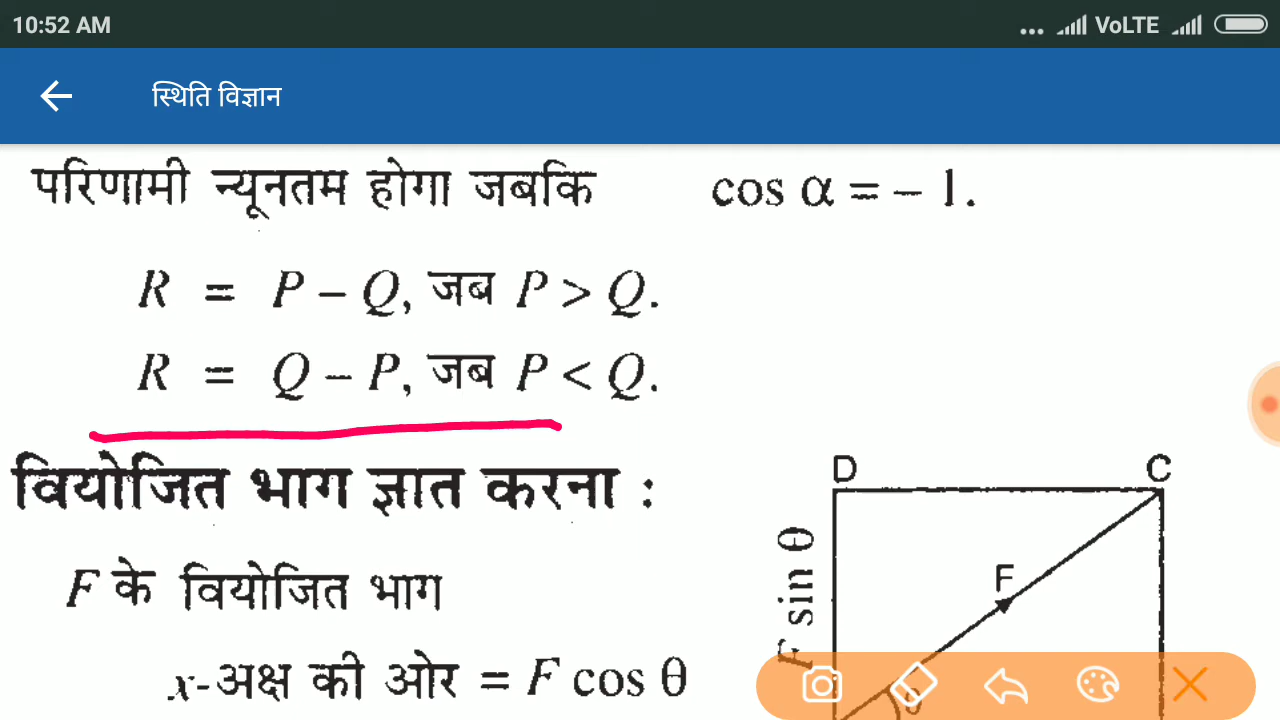 10:52 AM
... VoLTE
स्थिति विज्ञान
परिणामी न्यूनतम होगा जबकि cos α = – 1.
R = P – Q, जब P > Q.
R = Q – P, जब P < Q.
वियोजित भाग ज्ञात करना :
D C
F के वियोजित भाग
F
F sin θ
x-अक्ष की ओर = F cos θ